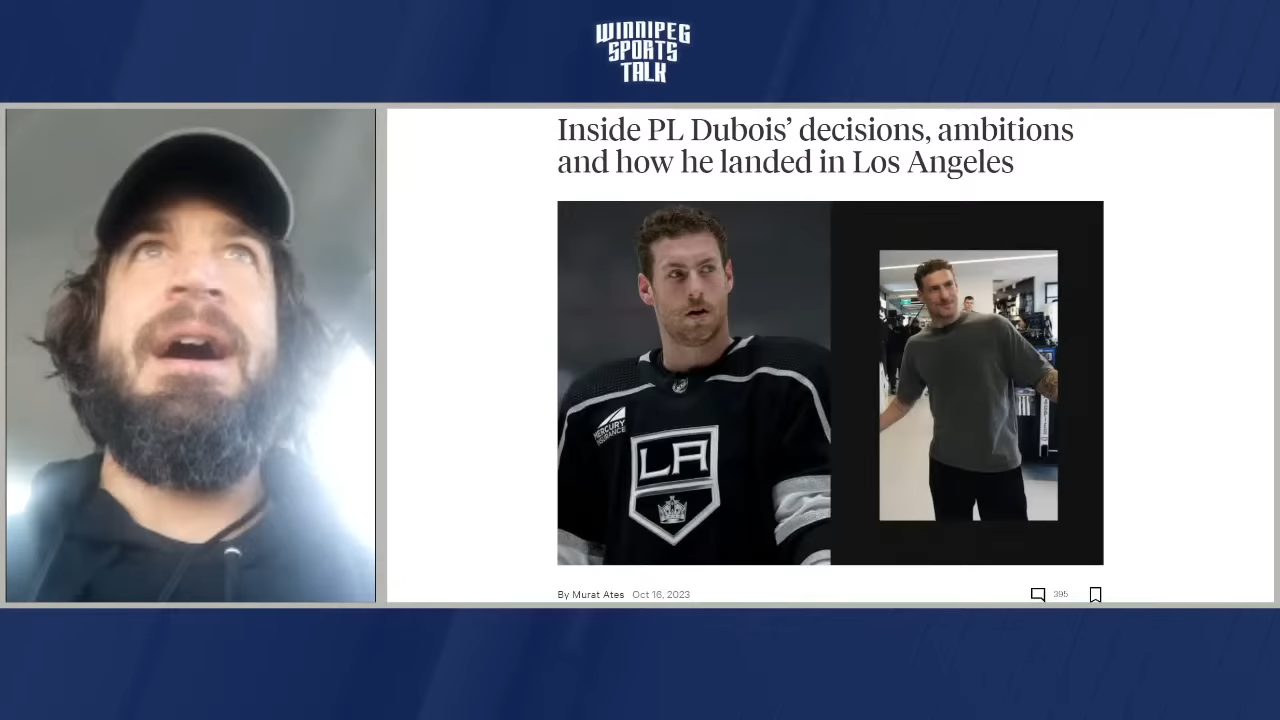 WINNIPEG
SPORTS
TALK
Inside PL Dubois’ decisions, ambitions
and how he landed in Los Angeles
MERCURY
INSURANCE
LA
By Murat Ates Oct 16, 2023
395